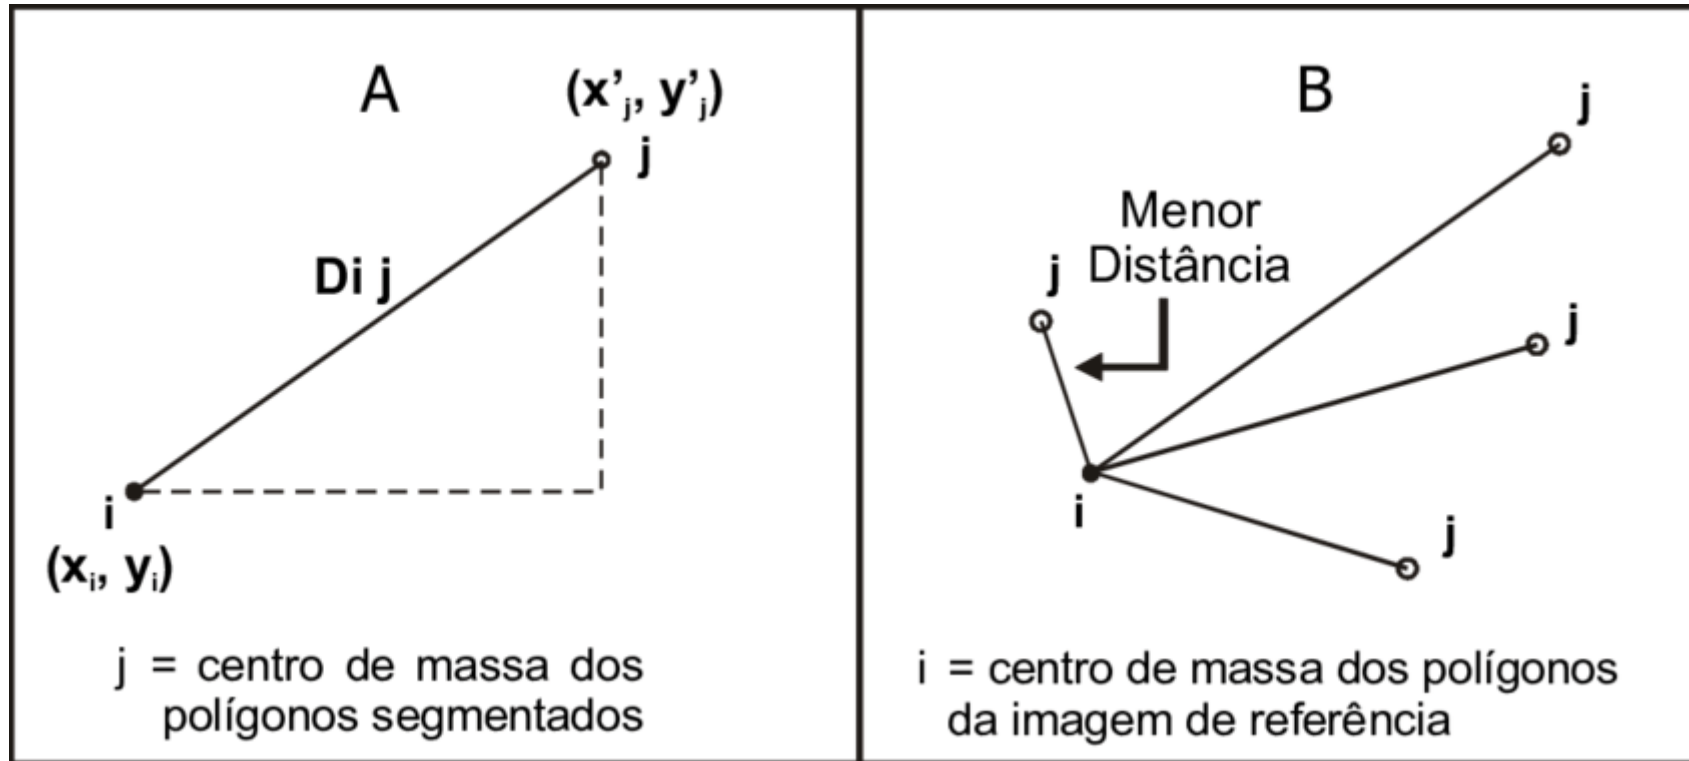 A
(x'j, y'j)
j
Di j
i
(xi, yi)
j = centro de massa dos
polígonos segmentados
B
j
Menor
Distância
j
j
i
j
i = centro de massa dos polígonos
da imagem de referência